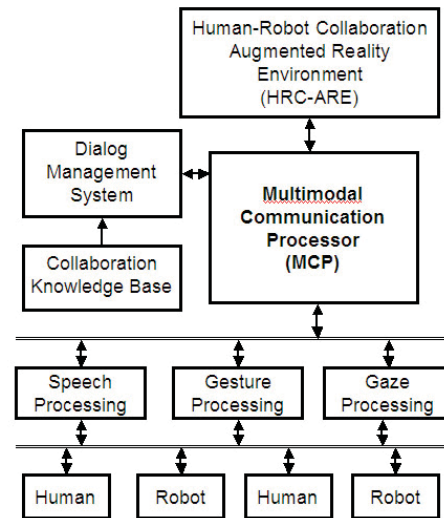 Human-Robot Collaboration
Augmented Reality
Environment
(HRC-ARE)
Dialog
Management
System
Multimodal
Communication
Processor
(MCP)
Collaboration
Knowledge Base
Speech
Processing
Gesture
Processing
Gaze
Processing
Human
Robot
Human
Robot